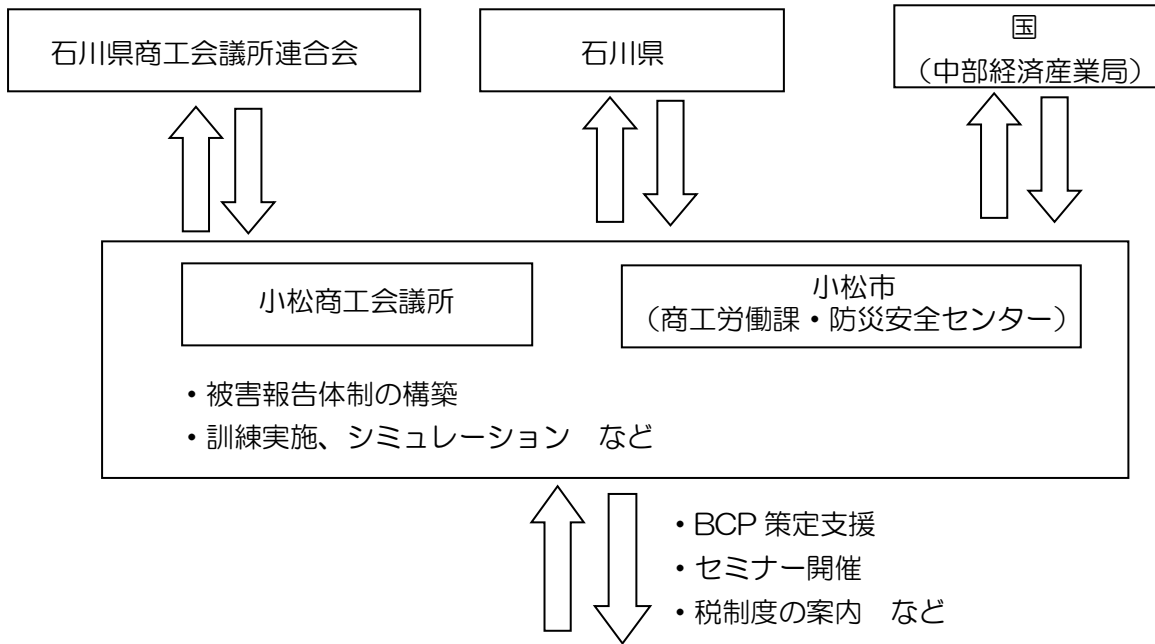 石川県商工会議所連合会
石川県
国
（中部経済産業局）
小松商工会議所
小松市
（商工労働課・防災安全センター）
・被害報告体制の構築
・訓練実施、シミュレーション　など
・BCP 策定支援
・セミナー開催
・税制度の案内　など